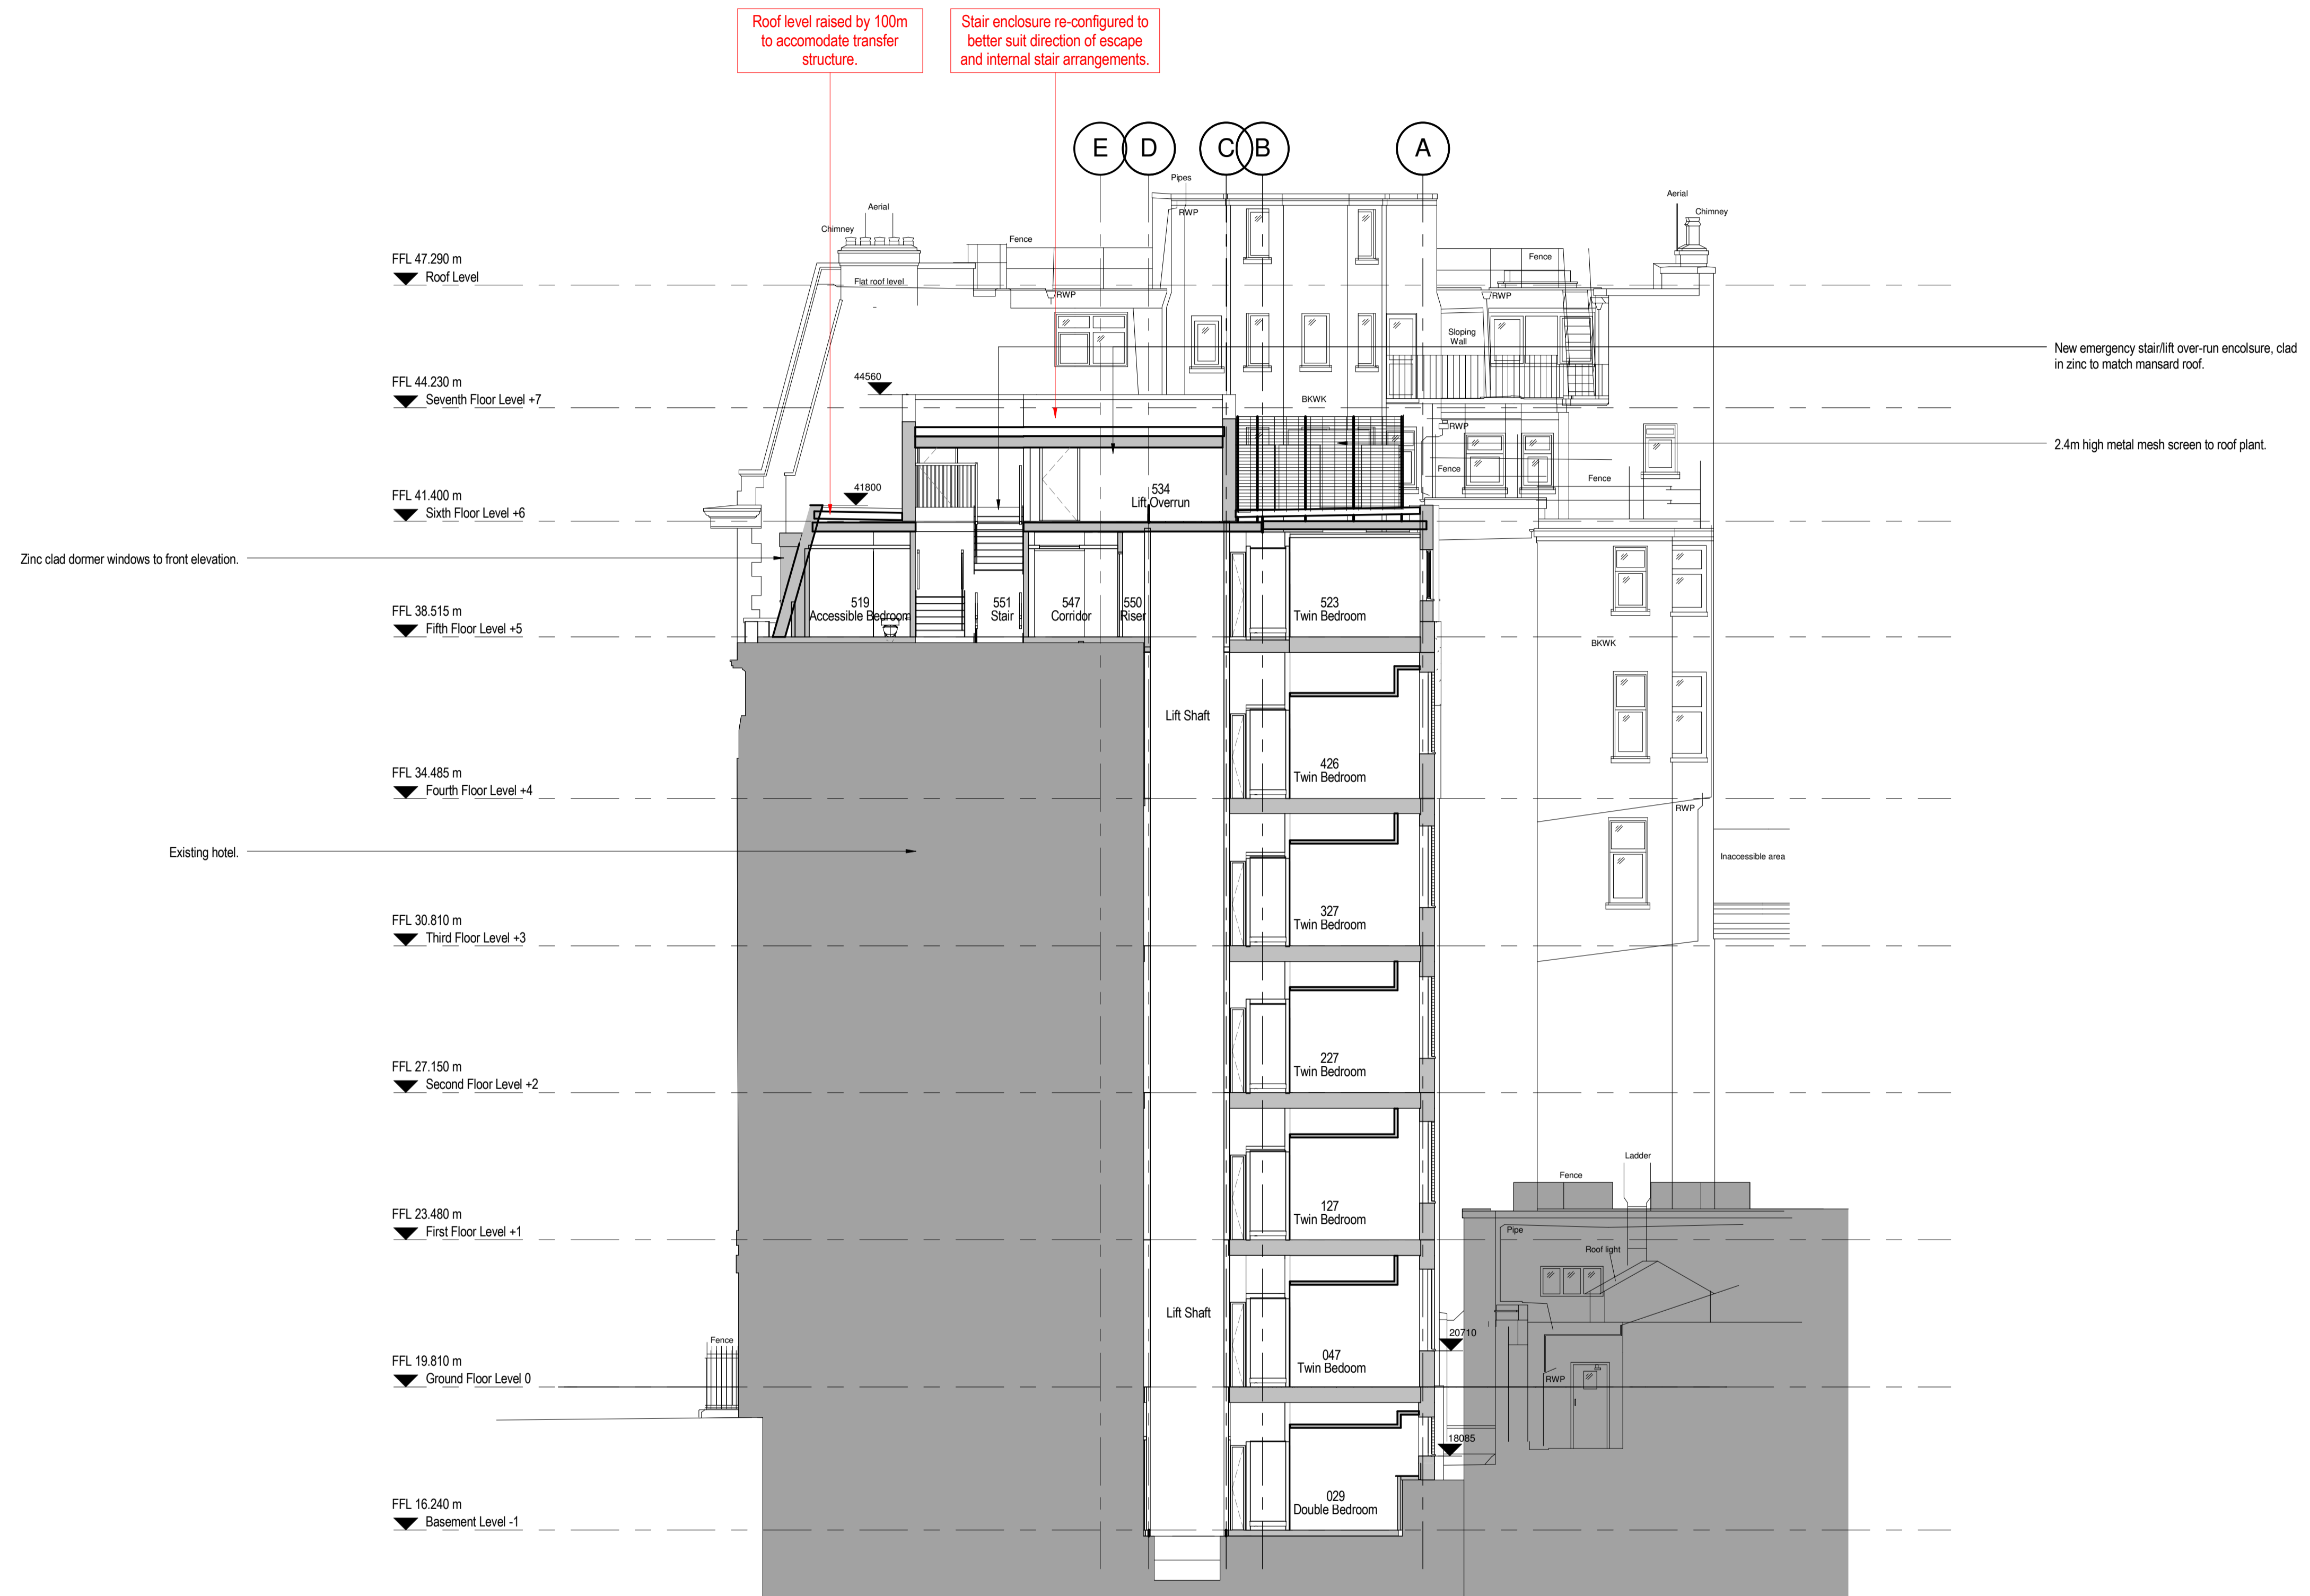 Roof level raised by 100m
to accomodate transfer
structure.
Stair enclosure re-configured to
better suit direction of escape
and internal stair arrangements.
E
D
C
B
A
Pipes
RWP
Aerial
Chimney
Fence
Aerial
Chimney
Fence
FFL 47.290 m
Roof Level
Flat roof level
RWP
RWP
Sloping
Wall
New emergency stair/lift over-run encolsure, clad
in zinc to match mansard roof.
FFL 44.230 m
Seventh Floor Level +7
44560
BKWK
RWP
2.4m high metal mesh screen to roof plant.
Fence
Fence
FFL 41.400 m
Sixth Floor Level +6
41800
534
Lift Overrun
Zinc clad dormer windows to front elevation.
FFL 38.515 m
Fifth Floor Level +5
519
Accessible Bedroom
551
Stair
547
Corridor
550
Riser
523
Twin Bedroom
BKWK
Lift Shaft
FFL 34.485 m
Fourth Floor Level +4
426
Twin Bedroom
RWP
Existing hotel.
Inaccessible area
FFL 30.810 m
Third Floor Level +3
327
Twin Bedroom
FFL 27.150 m
Second Floor Level +2
227
Twin Bedroom
Ladder
Fence
FFL 23.480 m
First Floor Level +1
127
Twin Bedroom
Pipe
Roof light
Lift Shaft
Fence
20710
FFL 19.810 m
Ground Floor Level 0
047
Twin Bedoom
RWP
18085
FFL 16.240 m
Basement Level -1
029
Double Bedroom